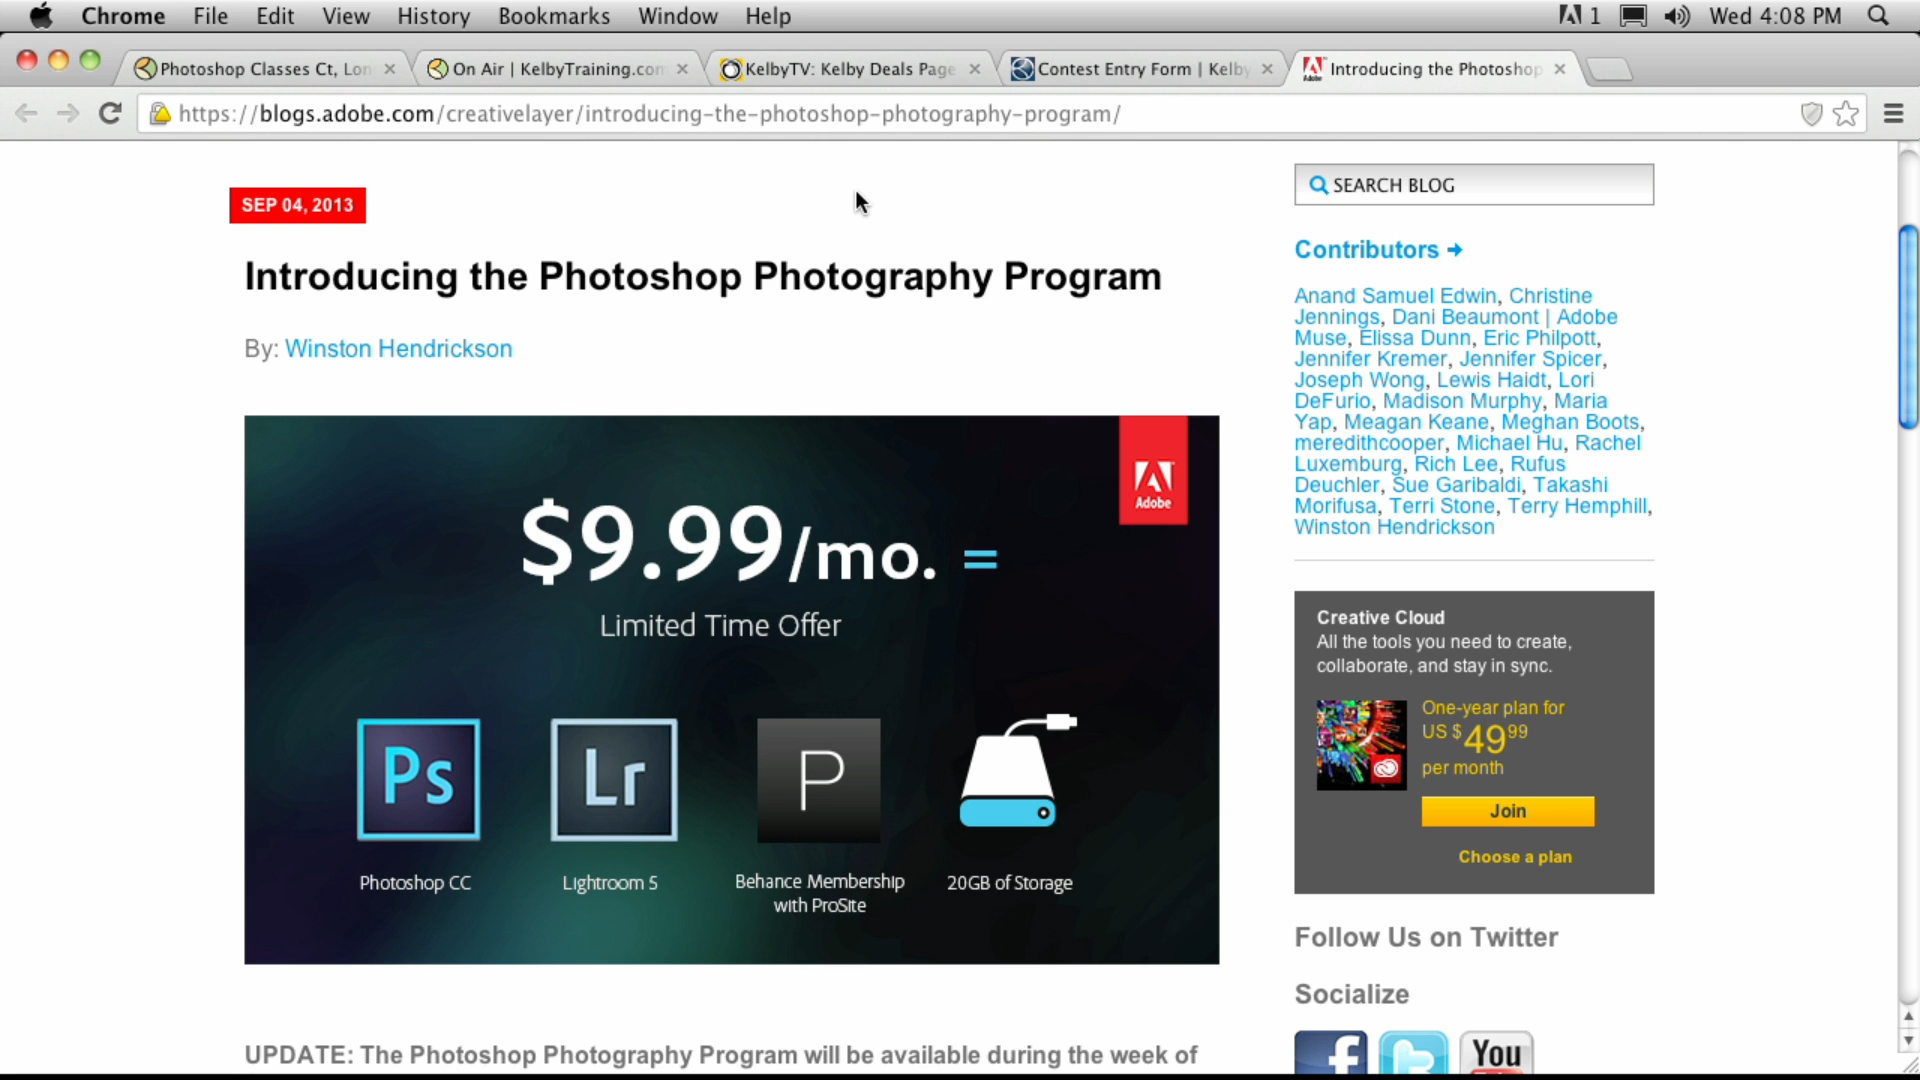 Chrome File Edit View History Bookmarks Window Help 1 Wed 4:08 PM
Photoshop Classes Ct, Lon
On Air | KelbyTraining.com
KelbyTV: Kelby Deals Page
Contest Entry Form | Kelby
Introducing the Photoshop
https://blogs.adobe.com/creativelayer/introducing-the-photoshop-photography-program/
SEP 04, 2013
Introducing the Photoshop Photography Program
By: Winston Hendrickson
Adobe
$9.99/mo. =
Limited Time Offer
Ps
Lr
P
Photoshop CC
Lightroom 5
Behance Membership
with ProSite
20GB of Storage
UPDATE: The Photoshop Photography Program will be available during the week of
SEARCH BLOG
Contributors →
Anand Samuel Edwin, Christine
Jennings, Dani Beaumont | Adobe
Muse, Elissa Dunn, Eric Philpott,
Jennifer Kremer, Jennifer Spicer,
Joseph Wong, Lewis Haidt, Lori
DeFurio, Madison Murphy, Maria
Yap, Meagan Keane, Meghan Boots,
meredithcooper, Michael Hu, Rachel
Luxemburg, Rich Lee, Rufus
Deuchler, Sue Garibaldi, Takashi
Morifusa, Terri Stone, Terry Hemphill,
Winston Hendrickson
Creative Cloud
All the tools you need to create,
collaborate, and stay in sync.
One-year plan for
US $4999
per month
Join
Choose a plan
Follow Us on Twitter
Socialize
You